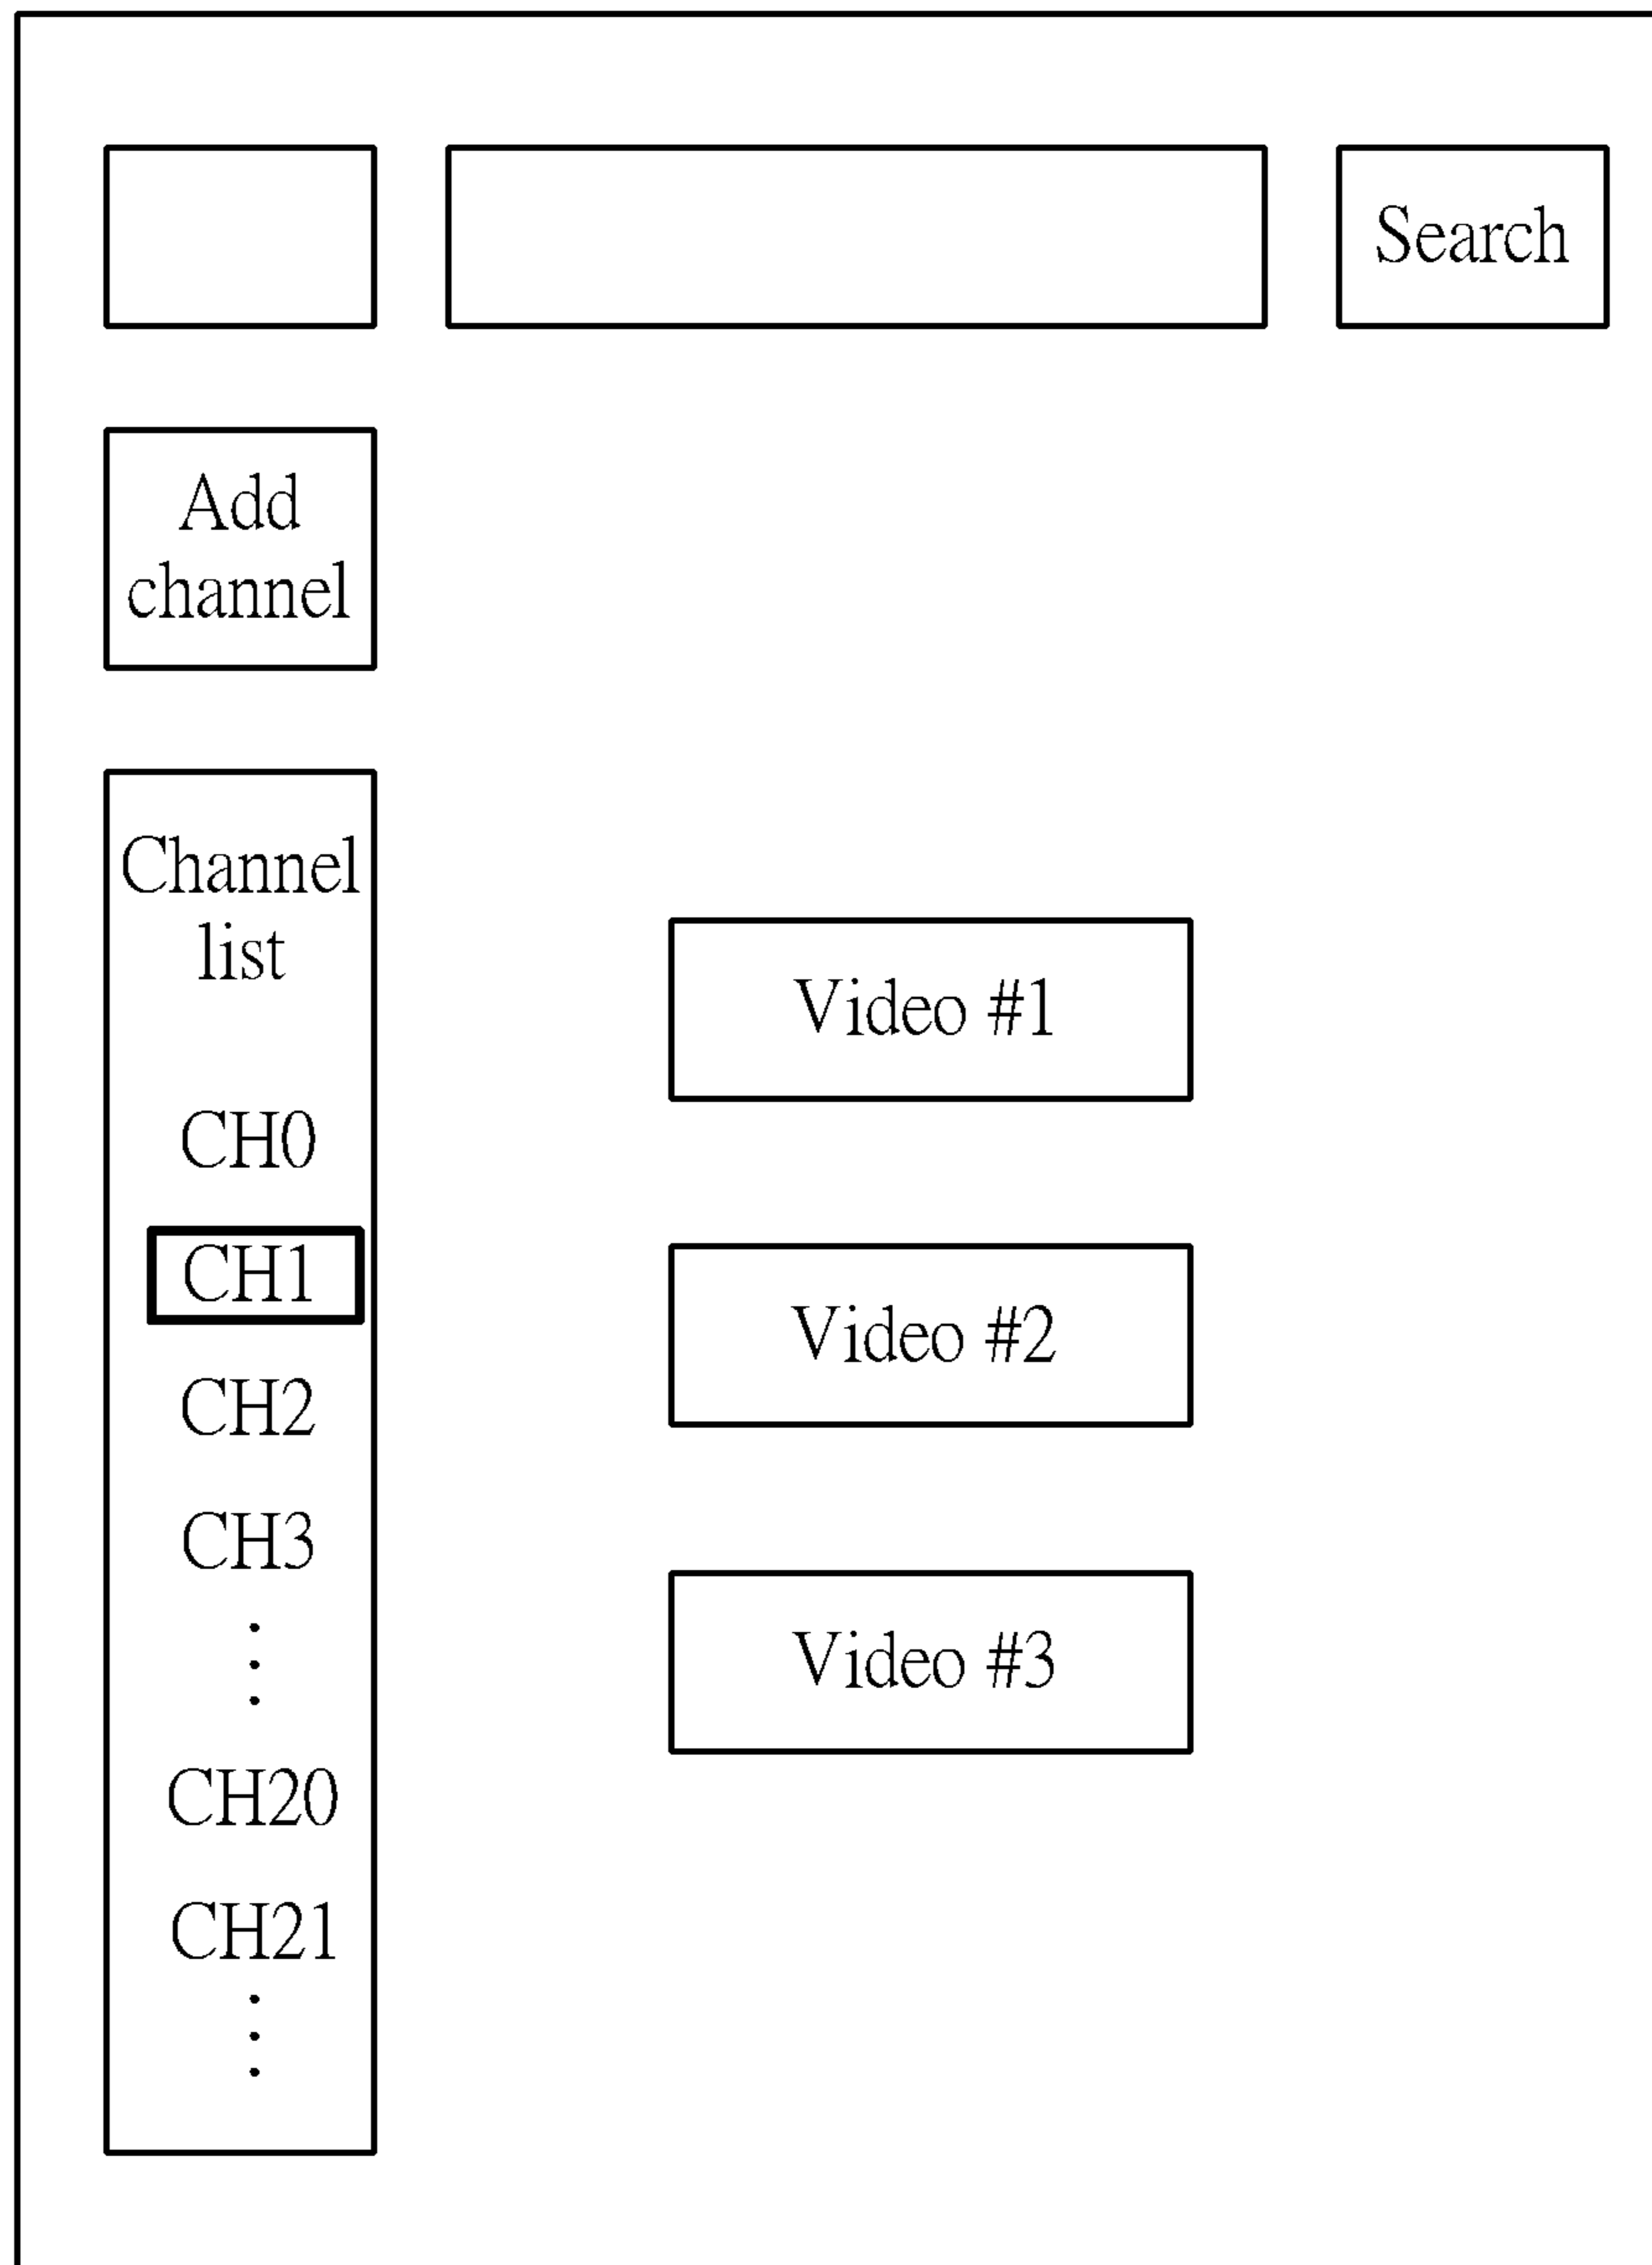 Search
Add
channel
Channel
list
CH0
CH1
CH2
CH3
CH20
CH21
Video #1
Video #2
Video #3